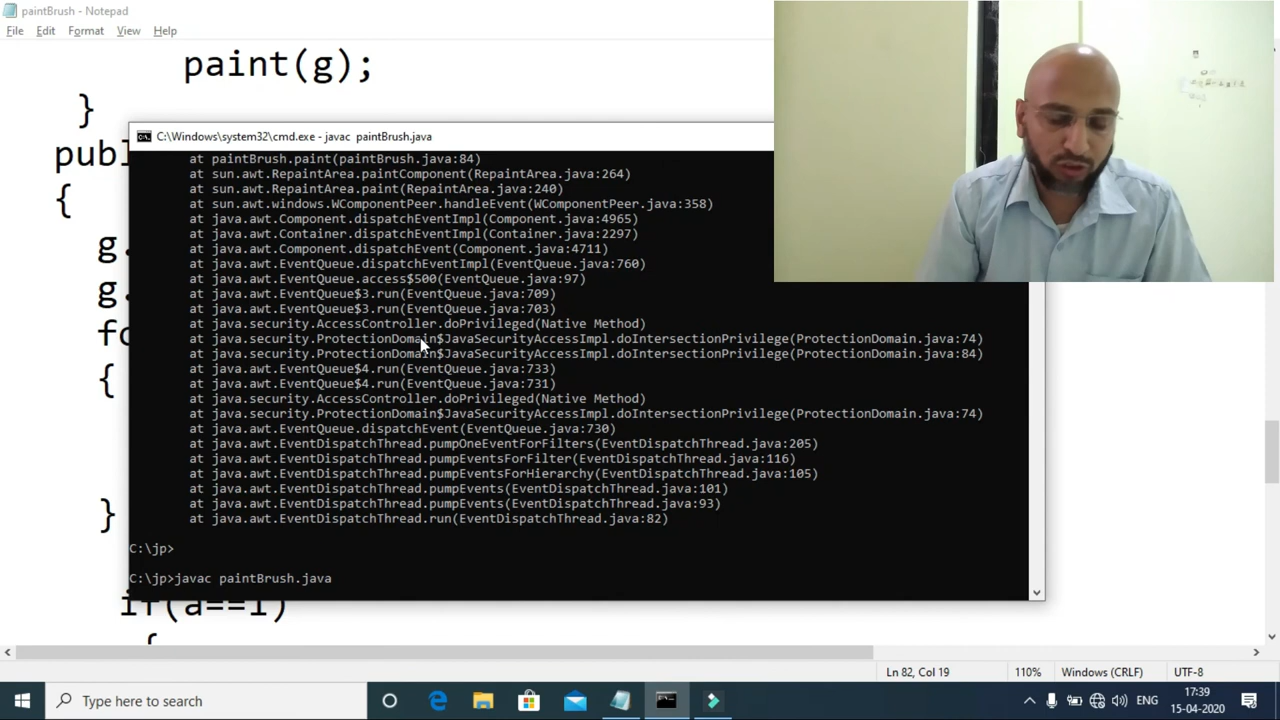 paintBrush - Notepad
File Edit Format View Help
paint(g);
}
publ
{
g.
g.
fo
{
}
if(a==1)
{
C:\Windows\system32\cmd.exe - javac paintBrush.java
at paintBrush.paint(paintBrush.java:84)
at sun.awt.RepaintArea.paintComponent(RepaintArea.java:264)
at sun.awt.RepaintArea.paint(RepaintArea.java:240)
at sun.awt.windows.WComponentPeer.handleEvent(WComponentPeer.java:358)
at java.awt.Component.dispatchEventImpl(Component.java:4965)
at java.awt.Container.dispatchEventImpl(Container.java:2297)
at java.awt.Component.dispatchEvent(Component.java:4711)
at java.awt.EventQueue.dispatchEventImpl(EventQueue.java:760)
at java.awt.EventQueue.access$500(EventQueue.java:97)
at java.awt.EventQueue$3.run(EventQueue.java:709)
at java.awt.EventQueue$3.run(EventQueue.java:703)
at java.security.AccessController.doPrivileged(Native Method)
at java.security.ProtectionDomain$JavaSecurityAccessImpl.doIntersectionPrivilege(ProtectionDomain.java:74)
at java.security.ProtectionDomain$JavaSecurityAccessImpl.doIntersectionPrivilege(ProtectionDomain.java:84)
at java.awt.EventQueue$4.run(EventQueue.java:733)
at java.awt.EventQueue$4.run(EventQueue.java:731)
at java.security.AccessController.doPrivileged(Native Method)
at java.security.ProtectionDomain$JavaSecurityAccessImpl.doIntersectionPrivilege(ProtectionDomain.java:74)
at java.awt.EventQueue.dispatchEvent(EventQueue.java:730)
at java.awt.EventDispatchThread.pumpOneEventForFilters(EventDispatchThread.java:205)
at java.awt.EventDispatchThread.pumpEventsForFilter(EventDispatchThread.java:116)
at java.awt.EventDispatchThread.pumpEventsForHierarchy(EventDispatchThread.java:105)
at java.awt.EventDispatchThread.pumpEvents(EventDispatchThread.java:101)
at java.awt.EventDispatchThread.pumpEvents(EventDispatchThread.java:93)
at java.awt.EventDispatchThread.run(EventDispatchThread.java:82)
C:\jp>
C:\jp>javac paintBrush.java
Ln 82, Col 19 110% Windows (CRLF) UTF-8
Type here to search
ENG
17:39
15-04-2020